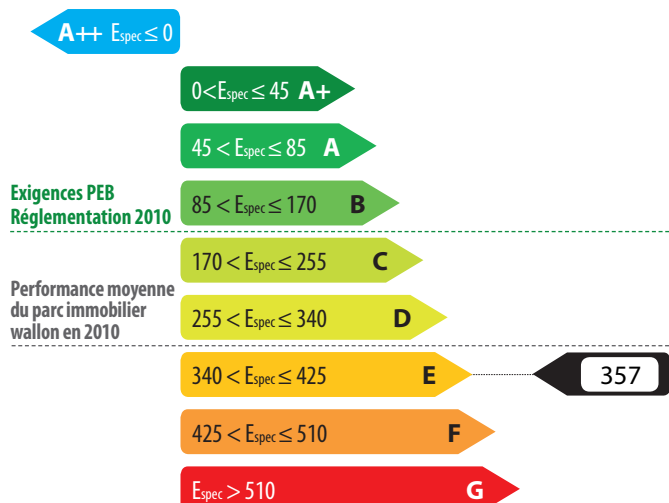 A++ Espec ≤ 0
0<Espec ≤ 45 A+
45 < Espec ≤ 85 A
Exigences PEB
Réglementation 2010
85 < Espec ≤ 170 B
170 < Espec ≤ 255 C
Performance moyenne
du parc immobilier
wallon en 2010
255 < Espec ≤ 340 D
340 < Espec ≤ 425 E
357
425 < Espec ≤ 510 F
Espec > 510 G